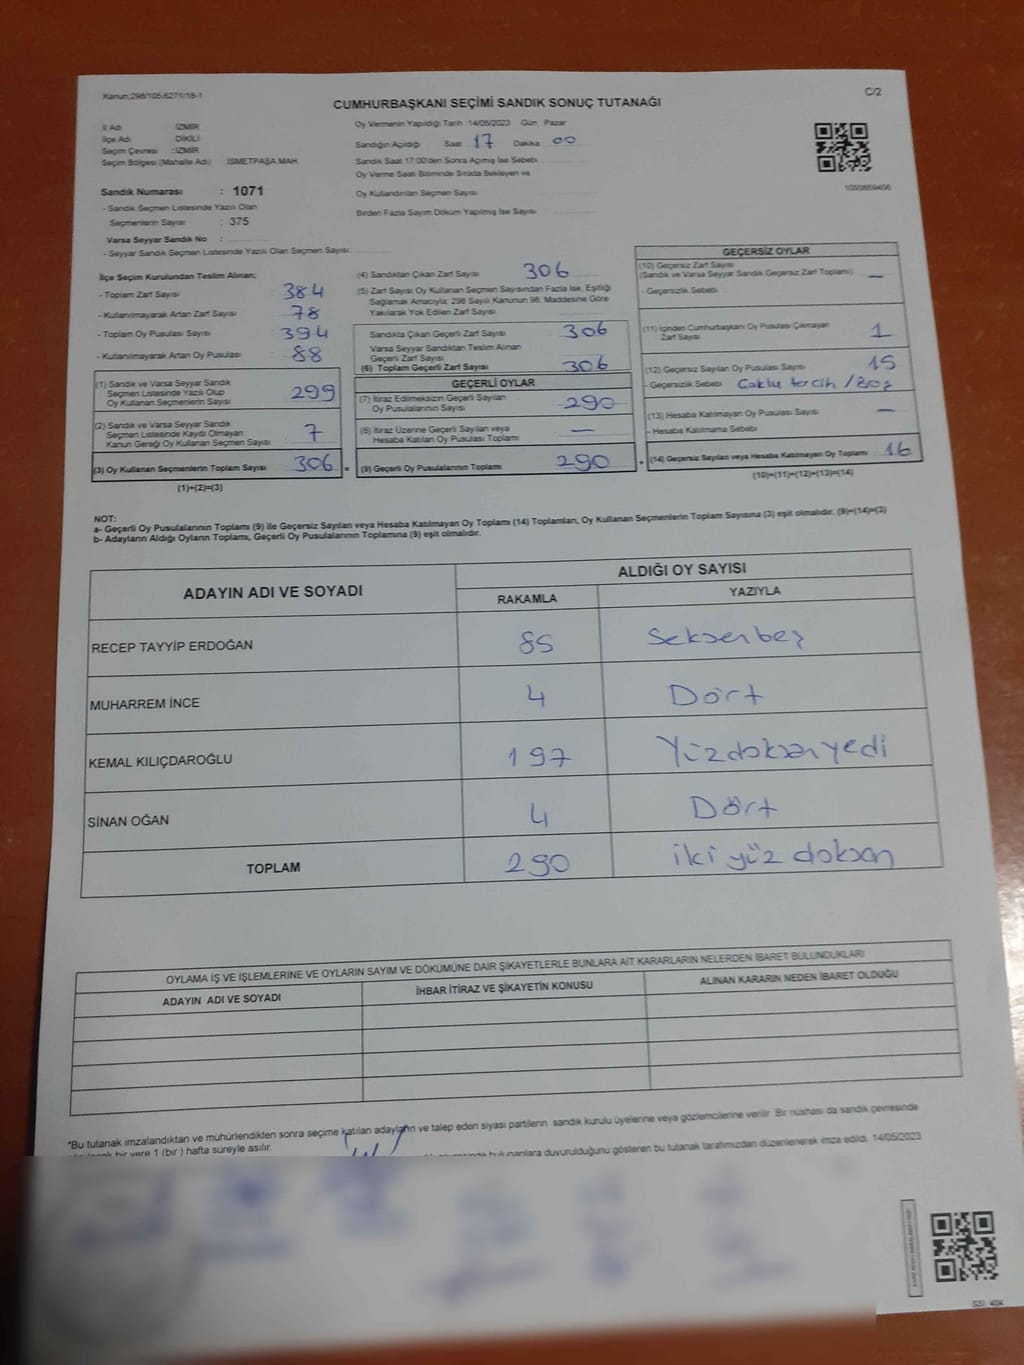 Kanun:298/105,6271/18-1
C/2
CUMHURBAŞKANI SEÇİMİ SANDIK SONUÇ TUTANAĞI
İl Adı : İZMİR
İlçe Adı : DİKİLİ
Seçim Çevresi : İZMİR
Seçim Bölgesi (Mahalle Adı) : İSMETPAŞA MAH.
Sandık Numarası : 1071
- Sandık Seçmen Listesinde Yazılı Olan
Seçmenlerin Sayısı : 375
Varsa Seyyar Sandık No :
- Seyyar Sandık Seçmen Listesinde Yazılı Olan Seçmen Sayısı:
Oy Vermenin Yapıldığı Tarih :14/05/2023 Gün Pazar
Sandığın Açıldığı Saat 17 Dakika 00
Sandık Saat 17:00'den Sonra Açılmış İse Sebebi
Oy Verme Saati Bitiminde Sırada Bekleyen ve
Oy Kullandırılan Seçmen Sayısı
Birden Fazla Sayım Döküm Yapılmış İse Sayısı
1093859456
İlçe Seçim Kurulundan Teslim Alınan;
- Toplam Zarf Sayısı 384
- Kullanılmayarak Artan Zarf Sayısı 78
- Toplam Oy Pusulası Sayısı 394
- Kullanılmayarak Artan Oy Pusulası 88
(1) Sandık ve Varsa Seyyar Sandık
Seçmen Listesinde Yazılı Olup
Oy Kullanan Seçmenlerin Sayısı 299
(2) Sandık ve Varsa Seyyar Sandık
Seçmen Listesinde Kaydı Olmayan
Kanun Gereği Oy Kullanan Seçmen Sayısı 7
(3) Oy Kullanan Seçmenlerin Toplam Sayısı 306 =
(1)+(2)=(3)
(4) Sandıktan Çıkan Zarf Sayısı 306
(5) Zarf Sayısı Oy Kullanan Seçmen Sayısından Fazla İse, Eşitliği
Sağlamak Amacıyla; 298 Sayılı Kanunun 98. Maddesine Göre
Yakılarak Yok Edilen Zarf Sayısı
Sandıkta Çıkan Geçerli Zarf Sayısı 306
Varsa Seyyar Sandıktan Teslim Alınan
Geçerli Zarf Sayısı
(6) Toplam Geçerli Zarf Sayısı 306
GEÇERLİ OYLAR
(7) İtiraz Edilmeksizin Geçerli Sayılan
Oy Pusulalarının Sayısı 290
(8) İtiraz Üzerine Geçerli Sayılan veya
Hesaba Katılan Oy Pusulası Toplamı —
(9) Geçerli Oy Pusulalarının Toplamı 290 +
GEÇERSİZ OYLAR
(10) Geçersiz Zarf Sayısı
(Sandık ve Varsa Seyyar Sandık Geçersiz Zarf Toplamı) —
- Geçersizlik Sebebi
(11) İçinden Cumhurbaşkanı Oy Pusulası Çıkmayan
Zarf Sayısı 1
(12) Geçersiz Sayılan Oy Pusulası Sayısı 15
- Geçersizlik Sebebi Çoklu tercih /Boş
(13) Hesaba Katılmayan Oy Pusulası Sayısı —
- Hesaba Katılmama Sebebi
(14) Geçersiz Sayılan veya Hesaba Katılmayan Oy Toplamı 16
(10)+(11)+(12)+(13)=(14)
NOT:
a- Geçerli Oy Pusulalarının Toplamı (9) ile Geçersiz Sayılan veya Hesaba Katılmayan Oy Toplamı (14) Toplamları, Oy Kullanan Seçmenlerin Toplam Sayısına (3) eşit olmalıdır. (9)+(14)=(3)
b- Adayların Aldığı Oyların Toplamı, Geçerli Oy Pusulalarının Toplamına (9) eşit olmalıdır.
ADAYIN ADI VE SOYADI
ALDIĞI OY SAYISI
RAKAMLA YAZIYLA
RECEP TAYYİP ERDOĞAN 85 Seksenbeş
MUHARREM İNCE 4 Dört
KEMAL KILIÇDAROĞLU 197 Yüzdoksanyedi
SİNAN OĞAN 4 Dört
TOPLAM 290 iki yüz doksan
OYLAMA İŞ VE İŞLEMLERİNE VE OYLARIN SAYIM VE DÖKÜMÜNE DAİR ŞİKAYETLERLE BUNLARA AİT KARARLARIN NELERDEN İBARET BULUNDUKLARI
ADAYIN ADI VE SOYADI İHBAR İTİRAZ VE ŞİKAYETİN KONUSU ALINAN KARARIN NEDEN İBARET OLDUĞU
*Bu tutanak imzalandıktan ve mühürlendikten sonra seçime katılan adayların ve talep eden siyasi partilerin sandık kurulu üyelerine veya gözlemcilerine verilir. Bir nüshası da sandık çevresinde
bir yere 1 (bir) hafta süreyle asılır.
bulunanlara duyurulduğunu gösteren bu tutanak tarafımızdan düzenlenerek imza edildi. 14/05/2023